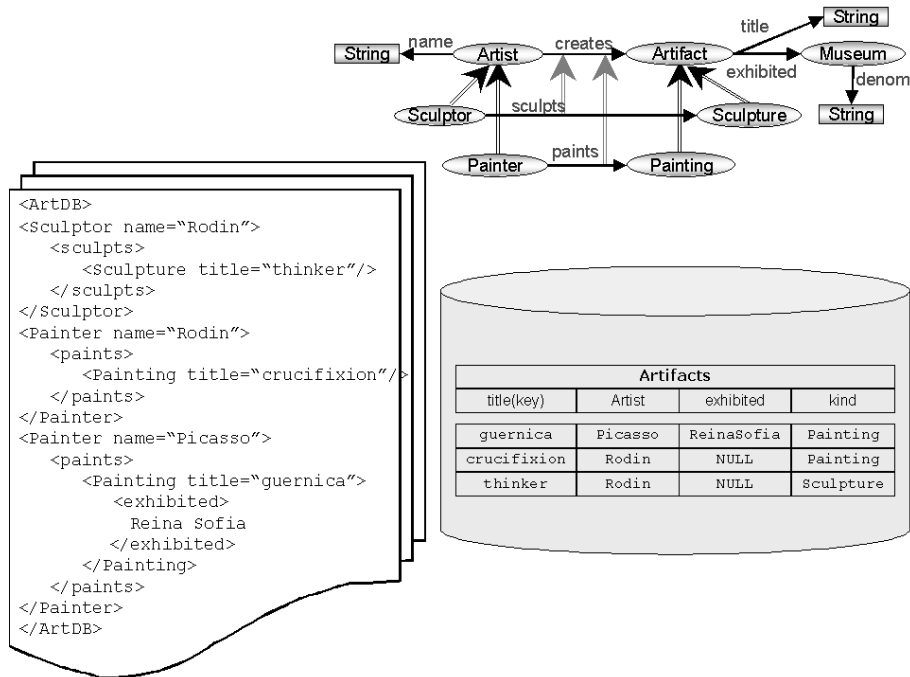 title String
String name Artist creates Artifact Museum
exhibited denom
Sculptor sculpts Sculpture String
paints
Painter Painting
<ArtDB>
<Sculptor name=“Rodin”>
<sculpts>
<Sculpture title=“thinker”/>
</sculpts>
</Sculptor>
<Painter name=“Rodin”>
<paints>
<Painting title=“crucifixion”/>
</paints>
</Painter>
<Painter name=“Picasso”>
<paints>
<Painting title=“guernica”>
<exhibited>
Reina Sofia
</exhibited>
</Painting>
</paints>
</Painter>
</ArtDB>
Artifacts
title(key) Artist exhibited kind
guernica Picasso ReinaSofia Painting
crucifixion Rodin NULL Painting
thinker Rodin NULL Sculpture